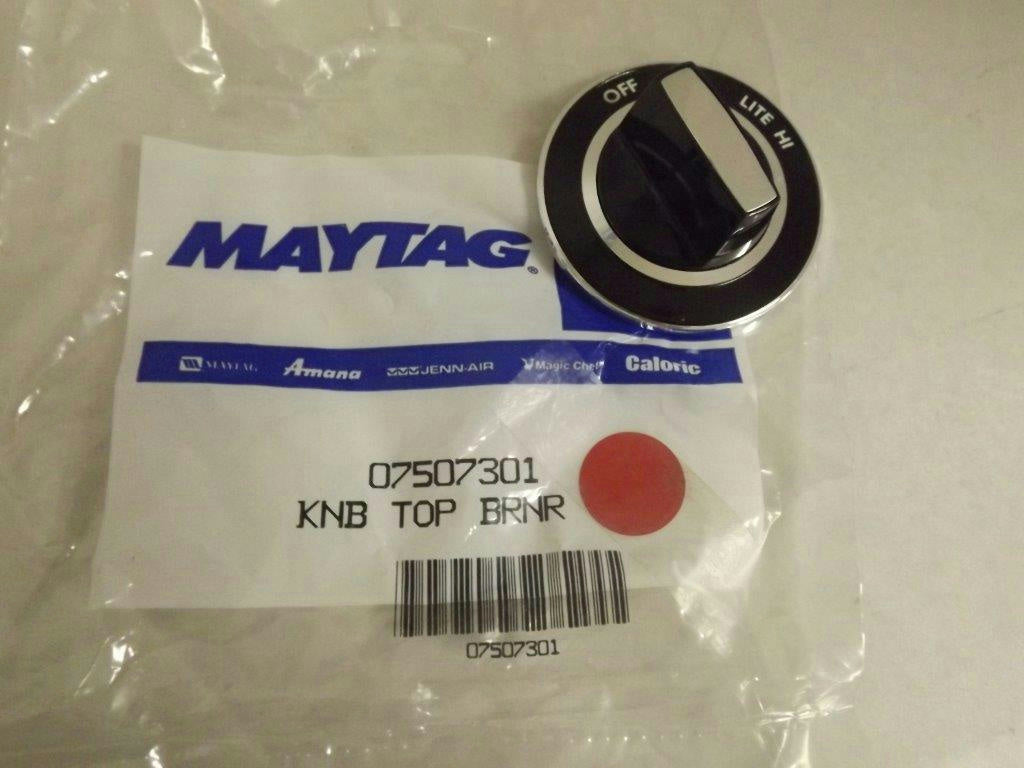 OFF
LITE HI
MAYTAG®
MAYTAG Amana JENN-AIR Magic Chef Caloric
07507301
KNB TOP BRNR
07507301